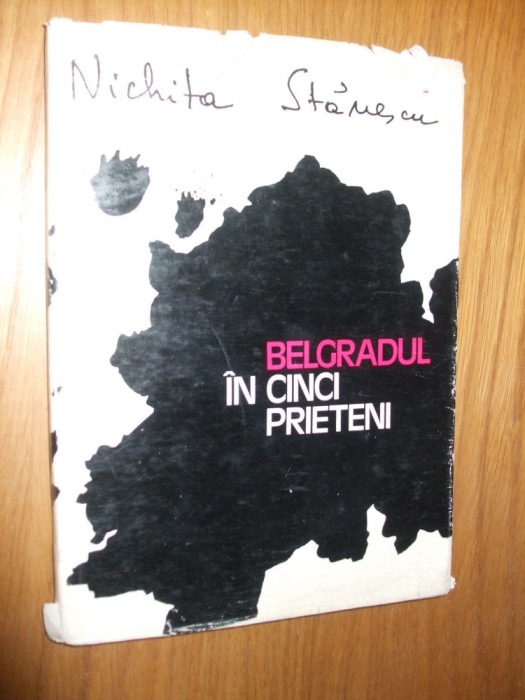 Nichita Stănescu
BELGRADUL
ÎN CINCI
PRIETENI